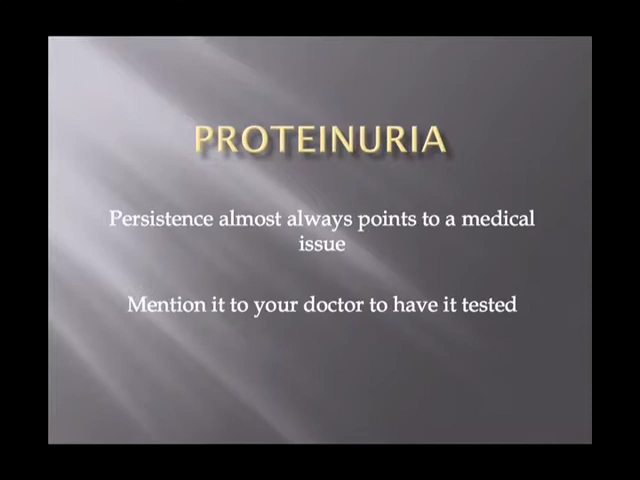 PROTEINURIA
Persistence almost always points to a medical
issue
Mention it to your doctor to have it tested